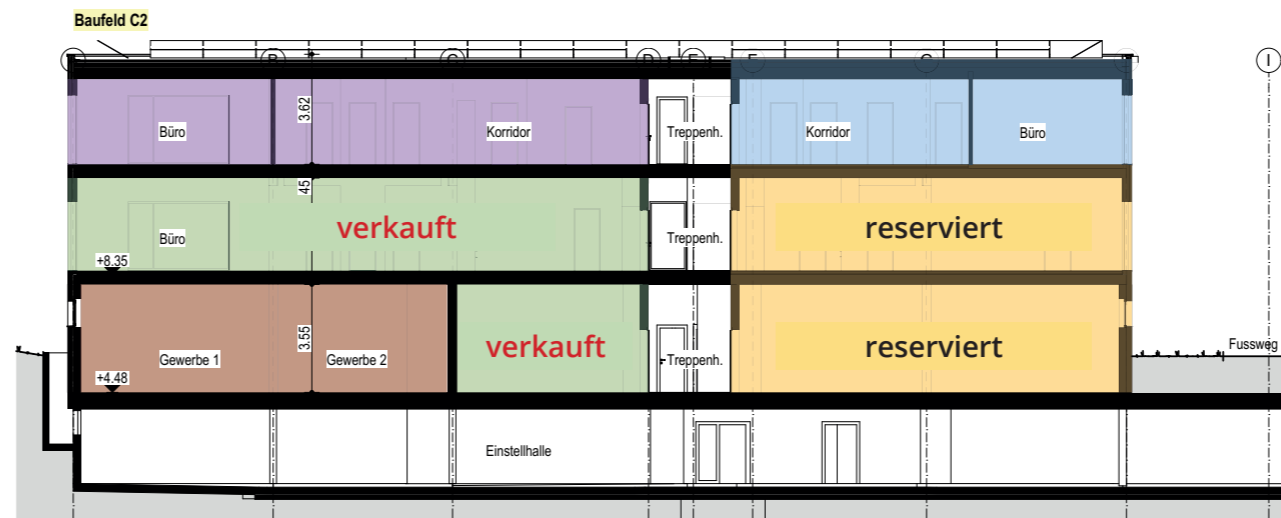 Baufeld C2
B C D E F G I
3.62
Büro Korridor Treppenh. Korridor Büro
45
verkauft reserviert
Büro Treppenh.
+8.35
3.55
verkauft reserviert
Gewerbe 1 Gewerbe 2 Treppenh. Fussweg
+4.48
Einstellhalle